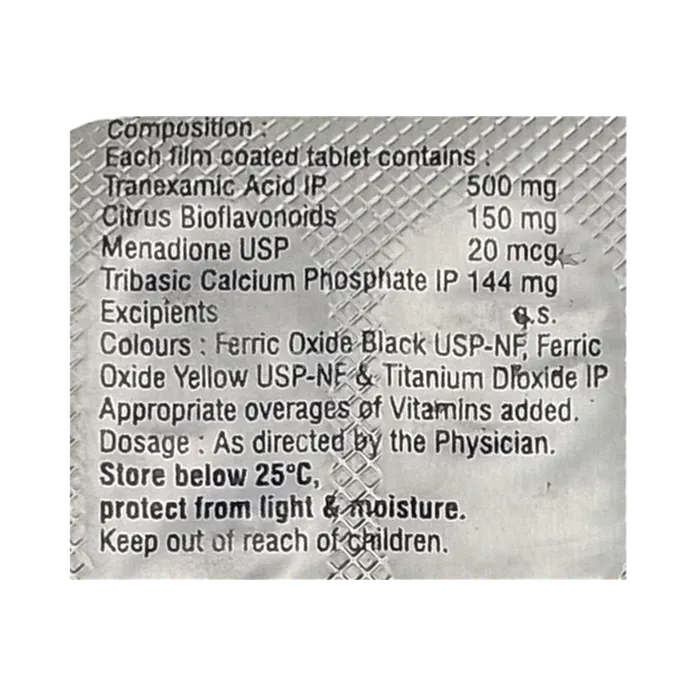 Composition :
Each film coated tablet contains :
Tranexamic Acid IP 500 mg
Citrus Bioflavonoids 150 mg
Menadione USP 20 mcg
Tribasic Calcium Phosphate IP 144 mg
Excipients q.s.
Colours : Ferric Oxide Black USP-NF, Ferric
Oxide Yellow USP-NF & Titanium Dioxide IP
Appropriate overages of Vitamins added.
Dosage : As directed by the Physician.
Store below 25°C,
protect from light & moisture.
Keep out of reach of children.